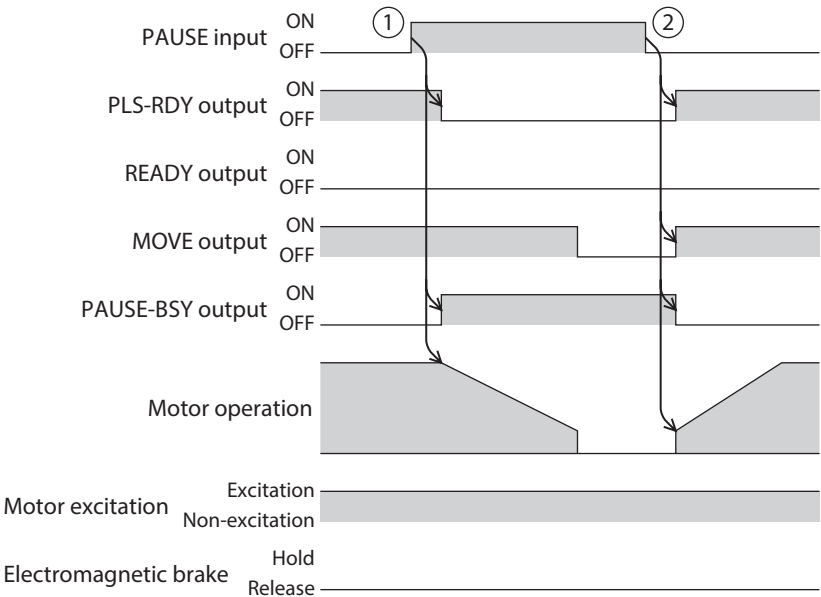 ① ②
PAUSE input ON
OFF
PLS-RDY output ON
OFF
READY output ON
OFF
MOVE output ON
OFF
PAUSE-BSY output ON
OFF
Motor operation
Motor excitation Excitation
Non-excitation
Electromagnetic brake Hold
Release